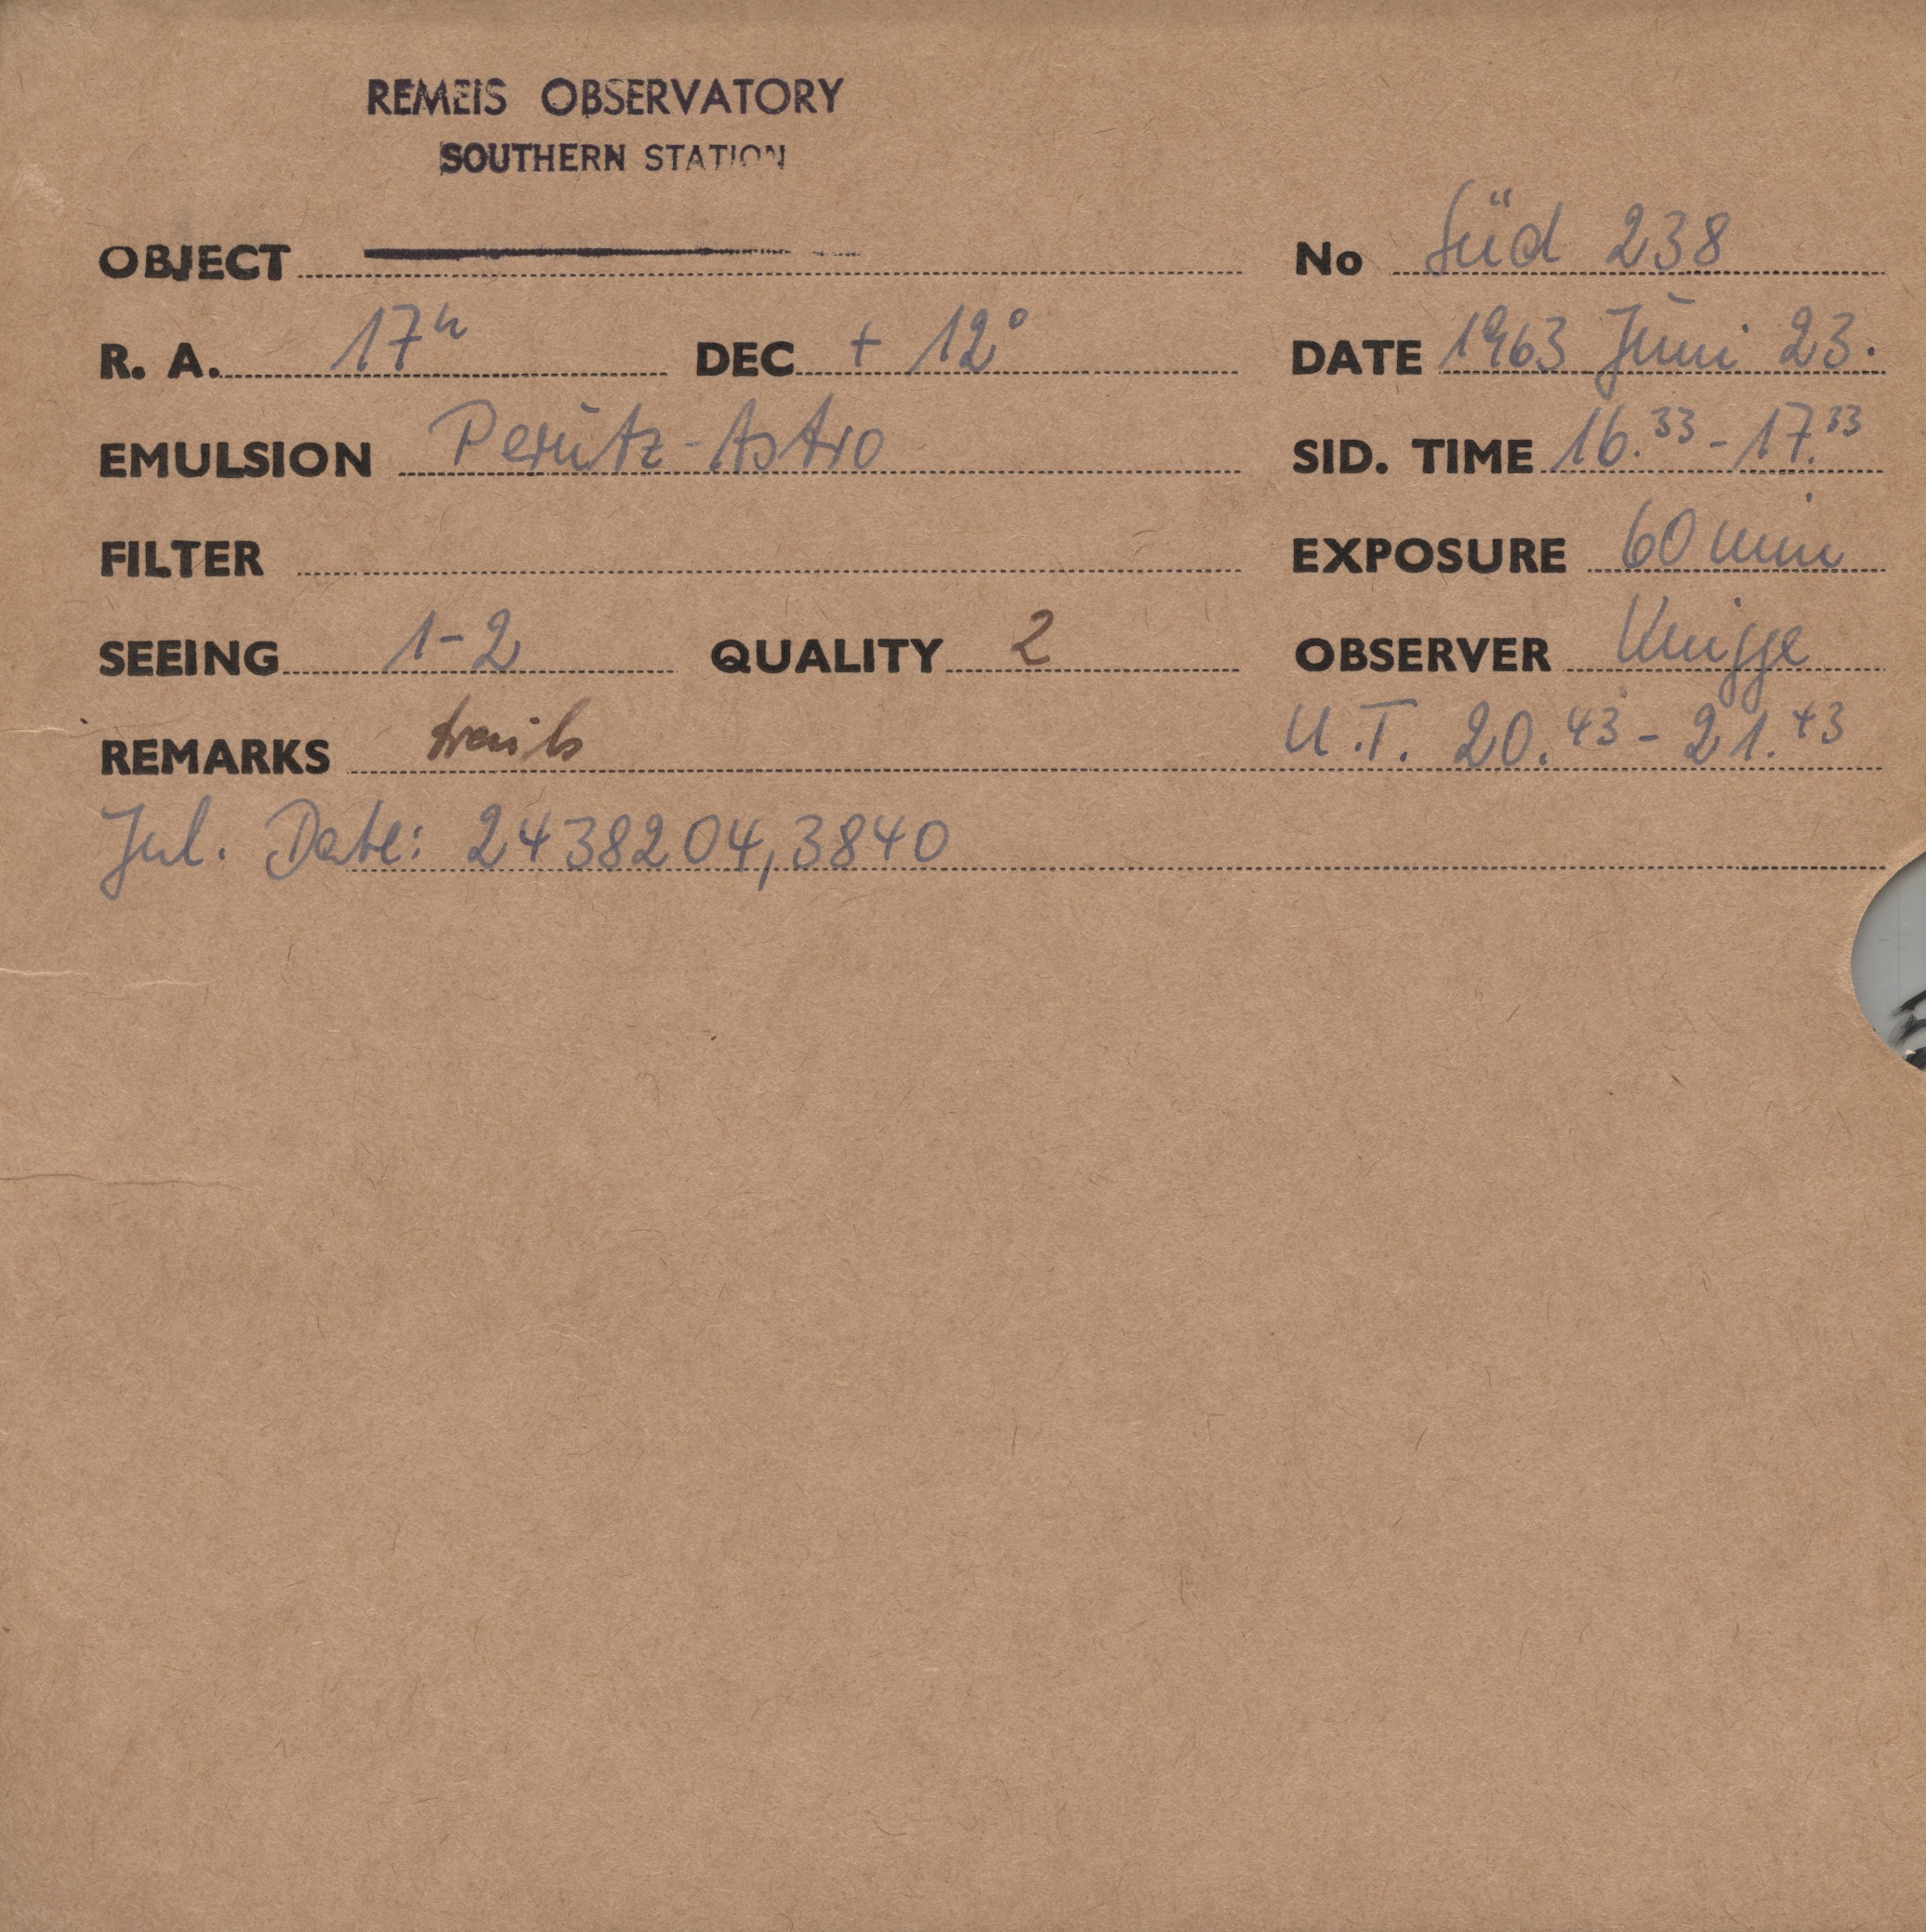 REMEIS OBSERVATORY
SOUTHERN STATION
OBJECT No Süd 238
R. A. 17h DEC + 12° DATE 1963 Juni 23.
EMULSION Perutz-Astro SID. TIME 16.33 - 17.33
FILTER EXPOSURE 60 min
SEEING 1-2 QUALITY 2 OBSERVER Knigge
REMARKS trails U.T. 20.43 - 21.43
Jul. Date: 2438204,3840